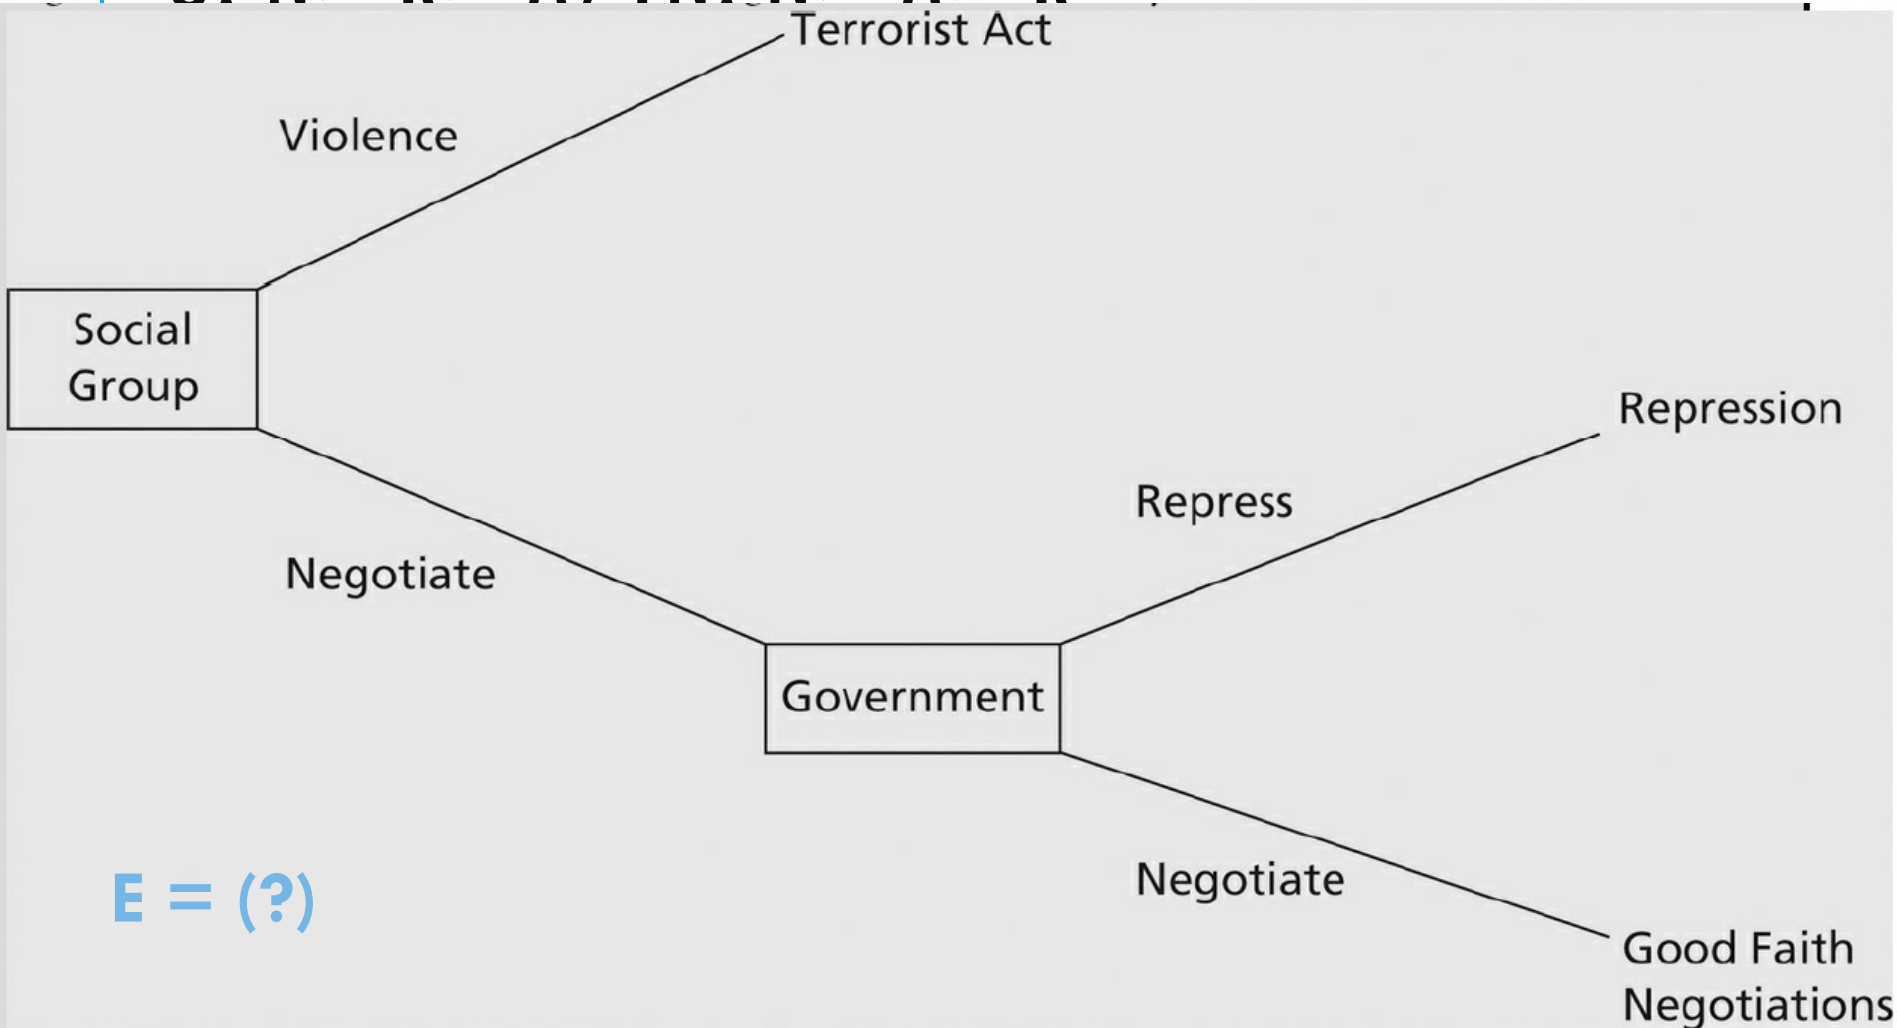 Terrorist Act
Violence
Social
Group
Repression
Repress
Negotiate
Government
Negotiate
E = (?)
Good Faith
Negotiations